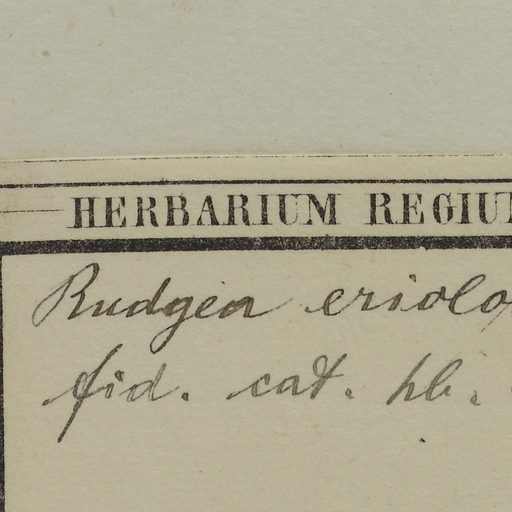 HERBARIUM REGIU
Rudgea eriolo
fid. cat. hb.